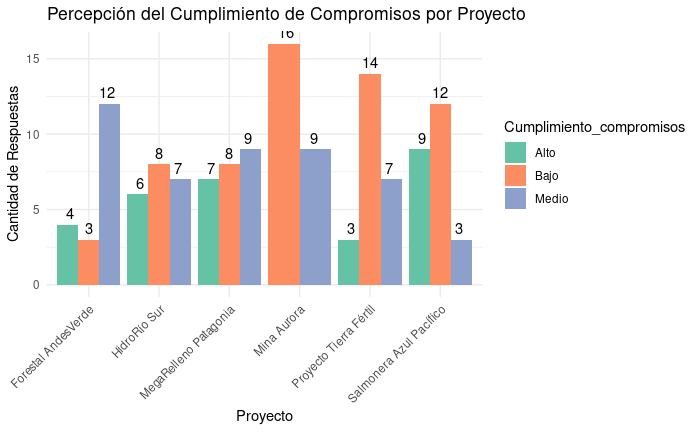 Percepción del Cumplimiento de Compromisos por Proyecto
Cantidad de Respuestas
15
10
5
0
4
3
12
6
8
7
7
8
9
16
9
3
14
7
9
12
3
Forestal AndesVerde
HidroRío Sur
MegaRelleno Patagonia
Mina Aurora
Proyecto Tierra Fértil
Salmonera Azul Pacífico
Proyecto
Cumplimiento_compromisos
Alto
Bajo
Medio